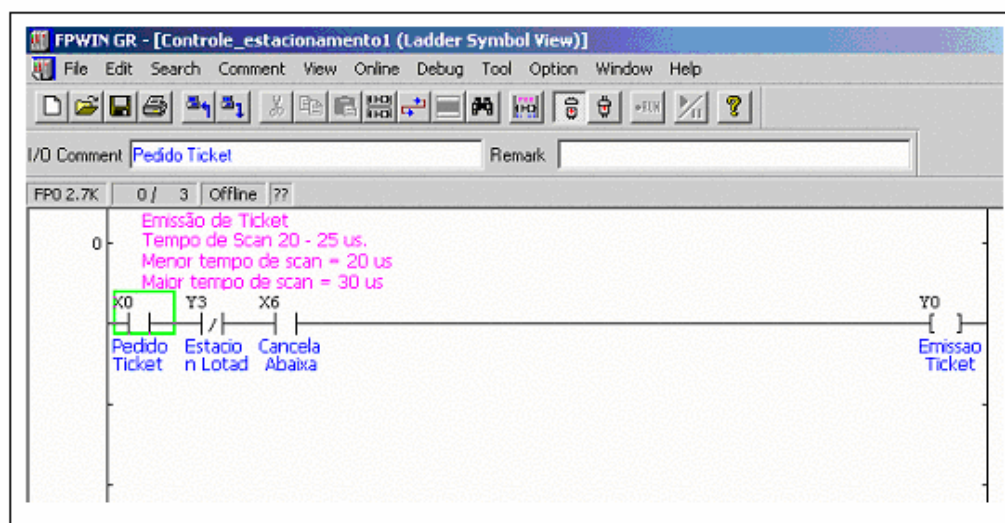 FPWIN GR - [Controle_estacionamento1 (Ladder Symbol View)]
File Edit Search Comment View Online Debug Tool Option Window Help
I/O Comment Pedido Ticket Remark
FP0 2.7K 0 / 3 Offline ??
Emissão de Ticket
0 Tempo de Scan 20 - 25 us.
Menor tempo de scan = 20 us
Maior tempo de scan = 30 us
X0 Y3 X6 Y0
Pedido Estacio Cancela Emissao
Ticket n Lotad Abaixa Ticket